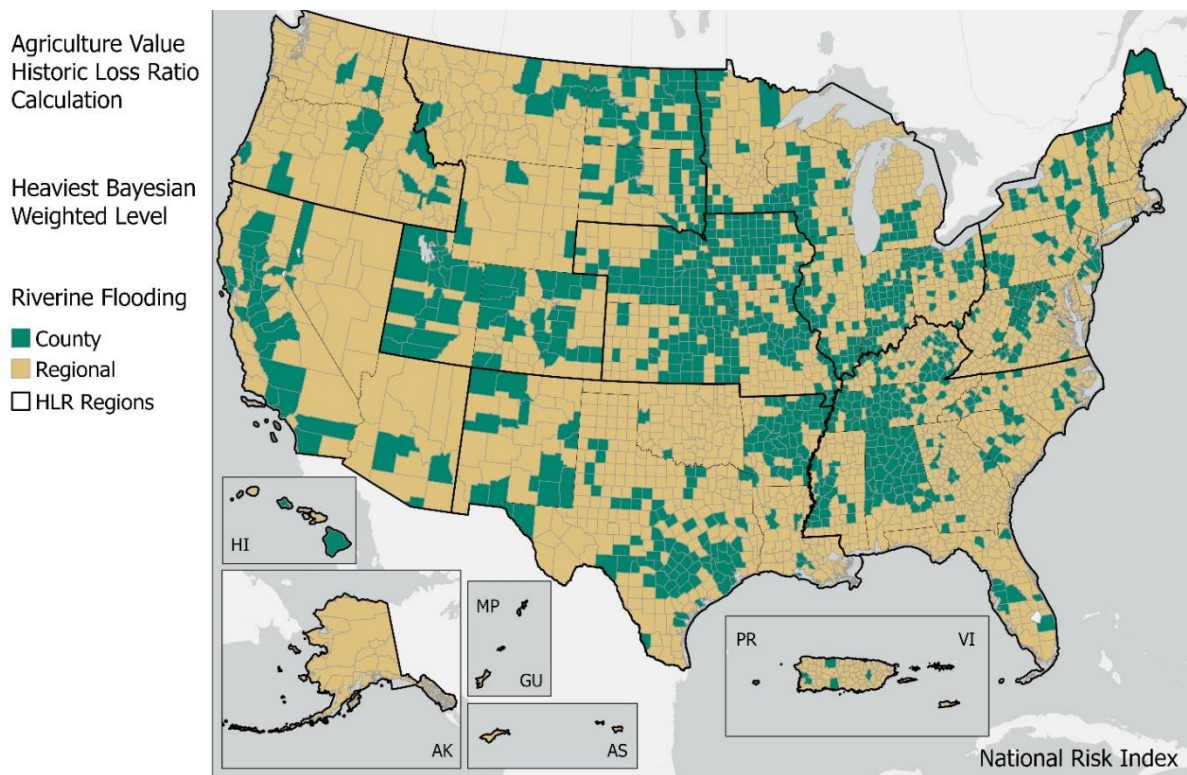 Agriculture Value
Historic Loss Ratio
Calculation
Heaviest Bayesian
Weighted Level
Riverine Flooding
County
Regional
HLR Regions
HI
AK
MP
GU
AS
PR
VI
National Risk Index